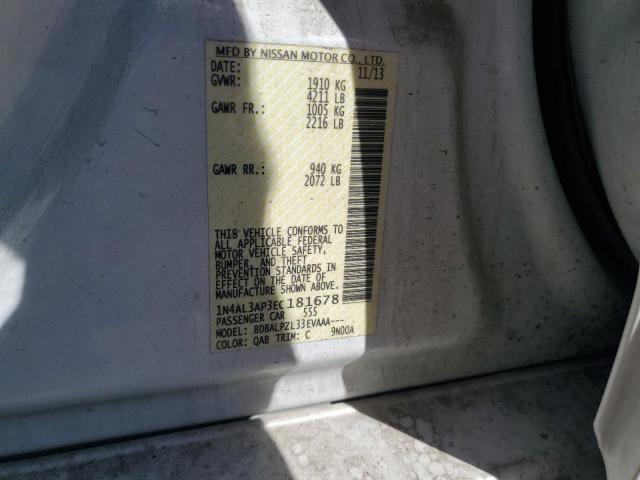 MFD BY NISSAN MOTOR CO., LTD.
DATE: 11/13
GVWR: 1910 KG
4211 LB
GAWR FR.: 1005 KG
2216 LB
GAWR RR.: 940 KG
2072 LB
THIS VEHICLE CONFORMS TO
ALL APPLICABLE FEDERAL
MOTOR VEHICLE SAFETY,
BUMPER, AND THEFT
PREVENTION STANDARDS IN
EFFECT ON THE DATE OF
MANUFACTURE SHOWN ABOVE.
1N4AL3AP3EC181678
PASSENGER CAR 555
MODEL: BDBALPZL33EVAAA---
COLOR: QAB TRIM: C 9N00A